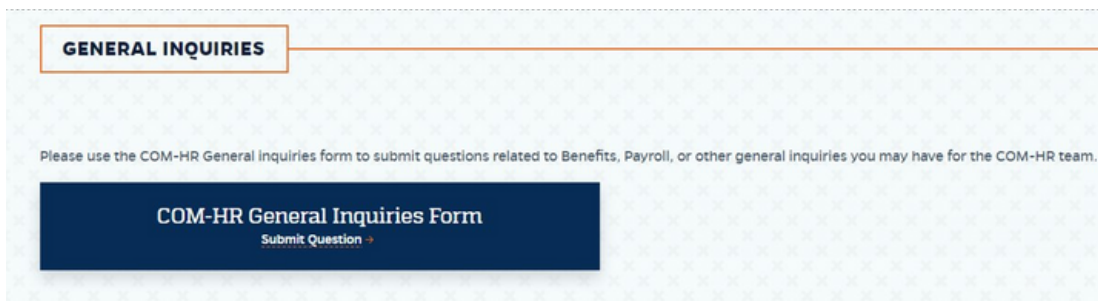 GENERAL INQUIRIES
Please use the COM-HR General inquiries form to submit questions related to Benefits, Payroll, or other general inquiries you may have for the COM-HR team.
COM-HR General Inquiries Form
Submit Question →